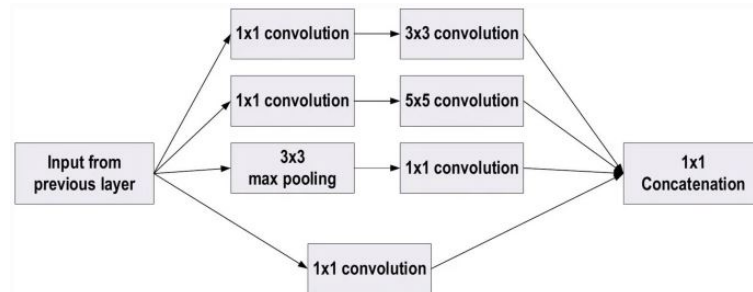 1x1 convolution
3x3 convolution
1x1 convolution
5x5 convolution
Input from
previous layer
3x3
max pooling
1x1 convolution
1x1
Concatenation
1x1 convolution